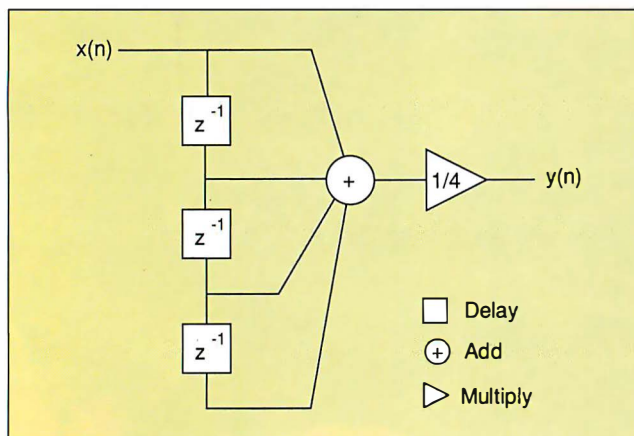 x(n)
z -1
+
1/4
y(n)
z -1
z -1
Delay
+ Add
Multiply